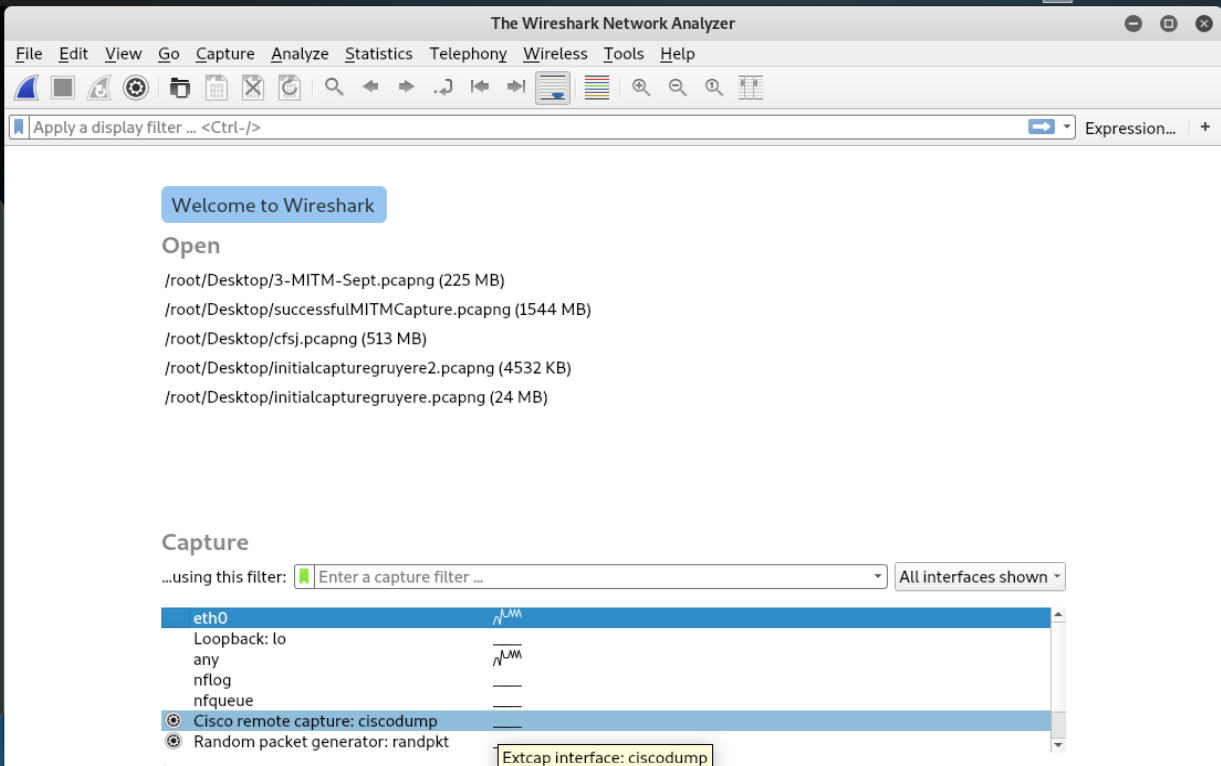 The Wireshark Network Analyzer
File Edit View Go Capture Analyze Statistics Telephony Wireless Tools Help
Apply a display filter ... <Ctrl-/> Expression... +
Welcome to Wireshark
Open
/root/Desktop/3-MITM-Sept.pcapng (225 MB)
/root/Desktop/successfulMITMCapture.pcapng (1544 MB)
/root/Desktop/cfsj.pcapng (513 MB)
/root/Desktop/initialcapturegruyere2.pcapng (4532 KB)
/root/Desktop/initialcapturegruyere.pcapng (24 MB)
Capture
...using this filter: Enter a capture filter ... All interfaces shown
eth0
Loopback: lo
any
nflog
nfqueue
Cisco remote capture: ciscodump
Random packet generator: randpkt
Extcap interface: ciscodump